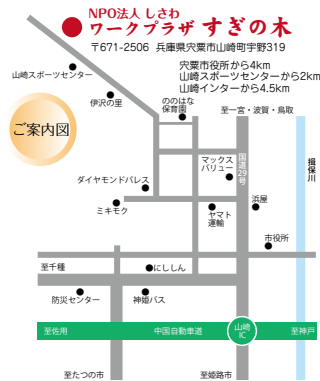 NPO法人 しさわ
ワークプラザ すぎの木
〒671-2506 兵庫県宍粟市山崎町宇野319
宍粟市役所から4km
山崎スポーツセンターから2km
山崎インターから4.5km
山崎スポーツセンター
伊沢の里
ののはな
保育園
至一宮・波賀・鳥取
ご案内図
マックス
バリュー
国道29号
揖保川
ダイヤモンドパレス
ミキモク
ヤマト
運輸
浜屋
市役所
至千種
にししん
防災センター
神姫バス
至佐用
中国自動車道
山崎
IC
至神戸
至たつの市
至姫路市